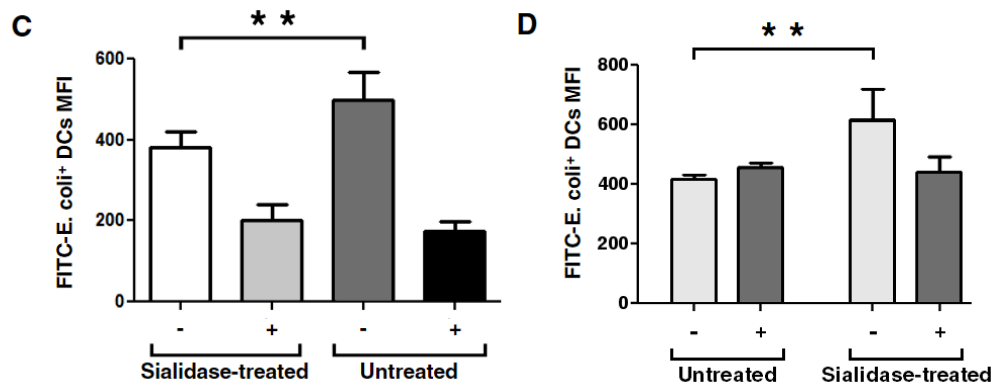 C
* *
FITC-E. coli⁺ DCs MFI
600
400
200
0
- + - +
Sialidase-treated Untreated
D
* *
FITC-E. coli⁺ DCs MFI
800
600
400
200
0
- + - +
Untreated Sialidase-treated